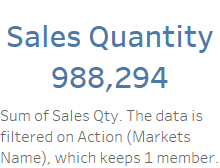 Sales Quantity
988,294
Sum of Sales Qty. The data is
filtered on Action (Markets
Name), which keeps 1 member.